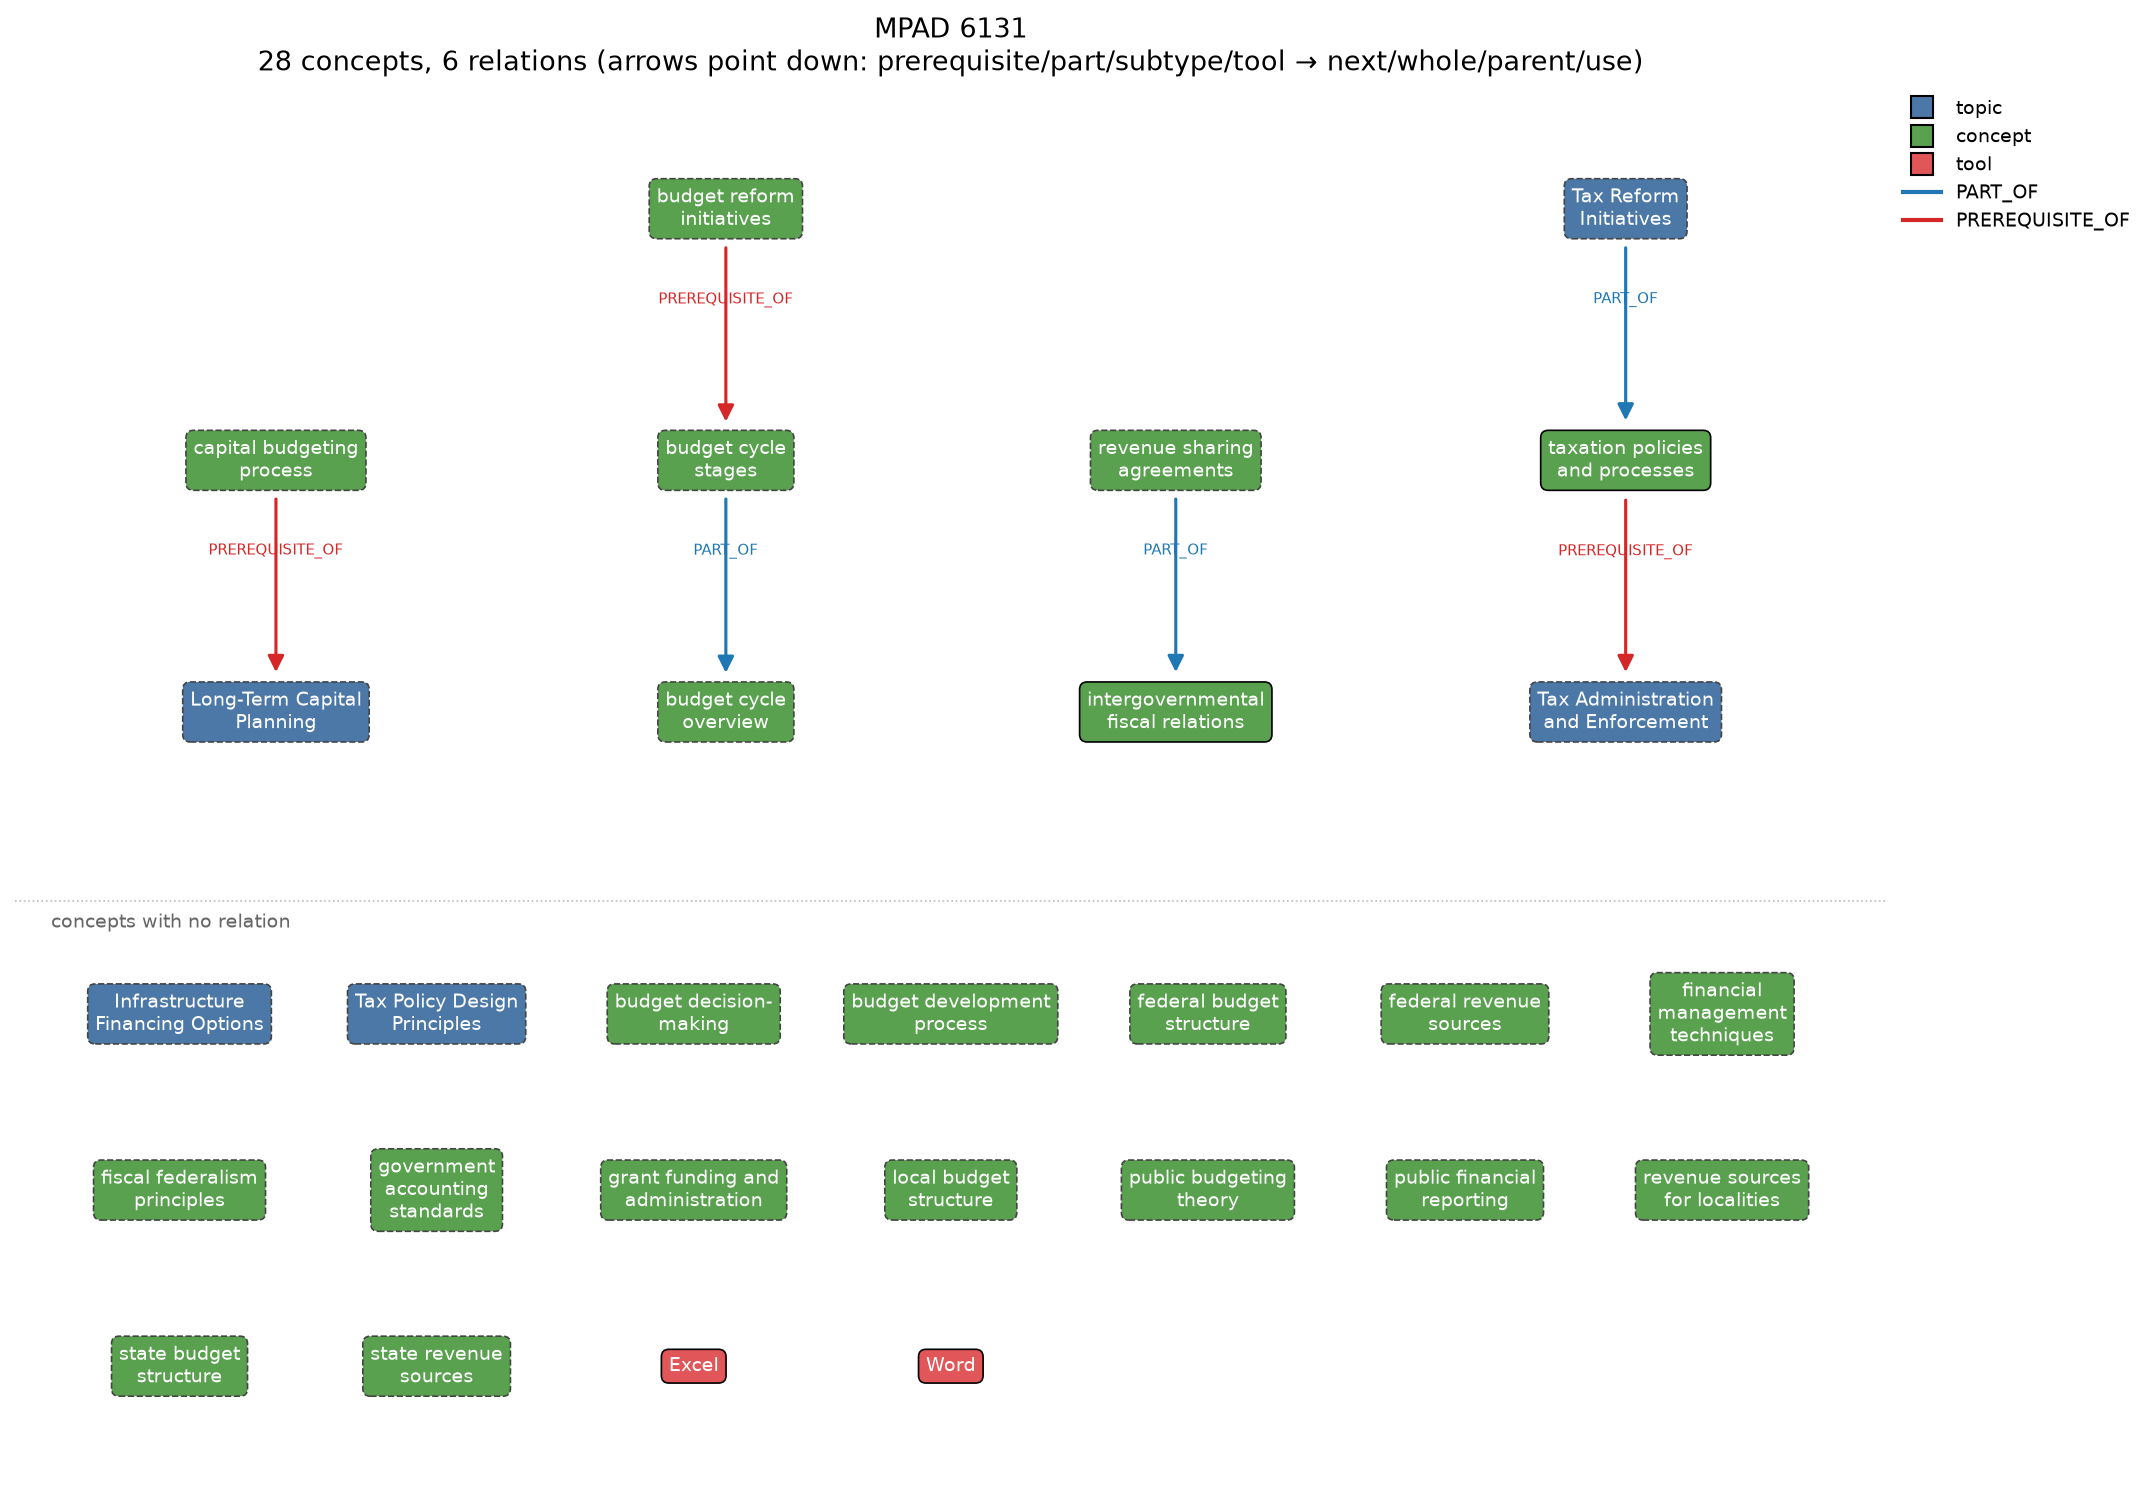 MPAD 6131
28 concepts, 6 relations (arrows point down: prerequisite/part/subtype/tool → next/whole/parent/use)
topic
concept
tool
PART_OF
PREREQUISITE_OF
budget reform
initiatives
Tax Reform
Initiatives
PREREQUISITE_OF
PART_OF
capital budgeting
process
budget cycle
stages
revenue sharing
agreements
taxation policies
and processes
PREREQUISITE_OF
PART_OF
PART_OF
PREREQUISITE_OF
Long-Term Capital
Planning
budget cycle
overview
intergovernmental
fiscal relations
Tax Administration
and Enforcement
concepts with no relation
Infrastructure
Financing Options
Tax Policy Design
Principles
budget decision-
making
budget development
process
federal budget
structure
federal revenue
sources
financial
management
techniques
fiscal federalism
principles
government
accounting
standards
grant funding and
administration
local budget
structure
public budgeting
theory
public financial
reporting
revenue sources
for localities
state budget
structure
state revenue
sources
Excel
Word